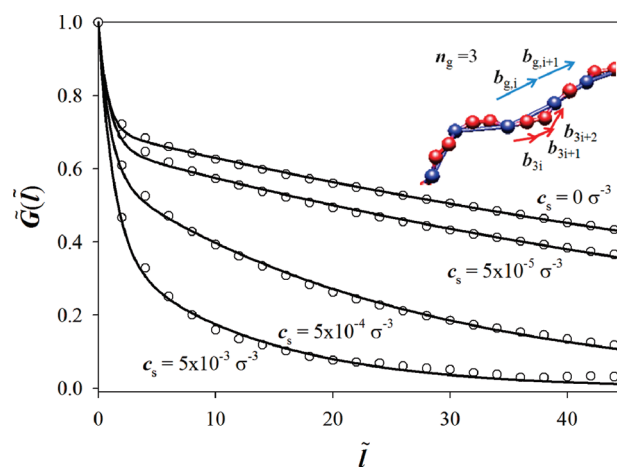 1.0
0.8
0.6
0.4
0.2
0.0
G̃(l̃)
n_g =3
b_g,i
b_g,i+1
b_3i
b_3i+1
b_3i+2
c_s = 0 σ^-3
c_s = 5x10^-5 σ^-3
c_s = 5x10^-4 σ^-3
c_s = 5x10^-3 σ^-3
0 10 20 30 40
l̃